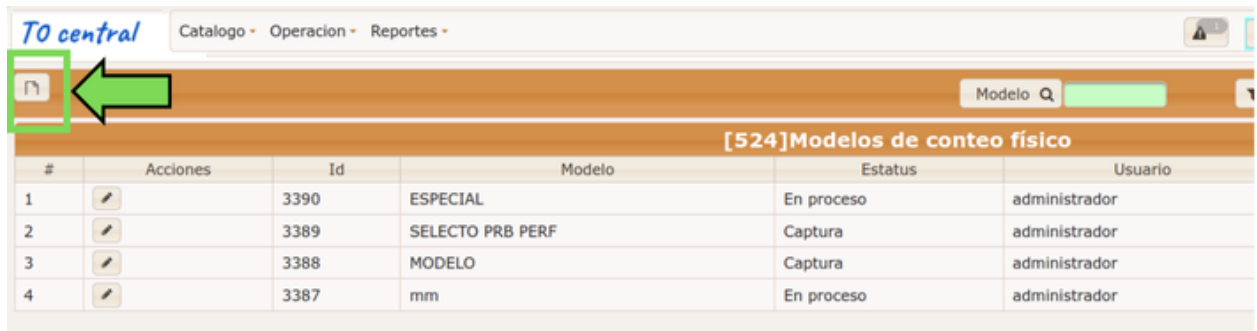 TO central Catalogo Operacion Reportes
Modelo
[524]Modelos de conteo físico
# Acciones Id Modelo Estatus Usuario
1 3390 ESPECIAL En proceso administrador
2 3389 SELECTO PRB PERF Captura administrador
3 3388 MODELO Captura administrador
4 3387 mm En proceso administrador